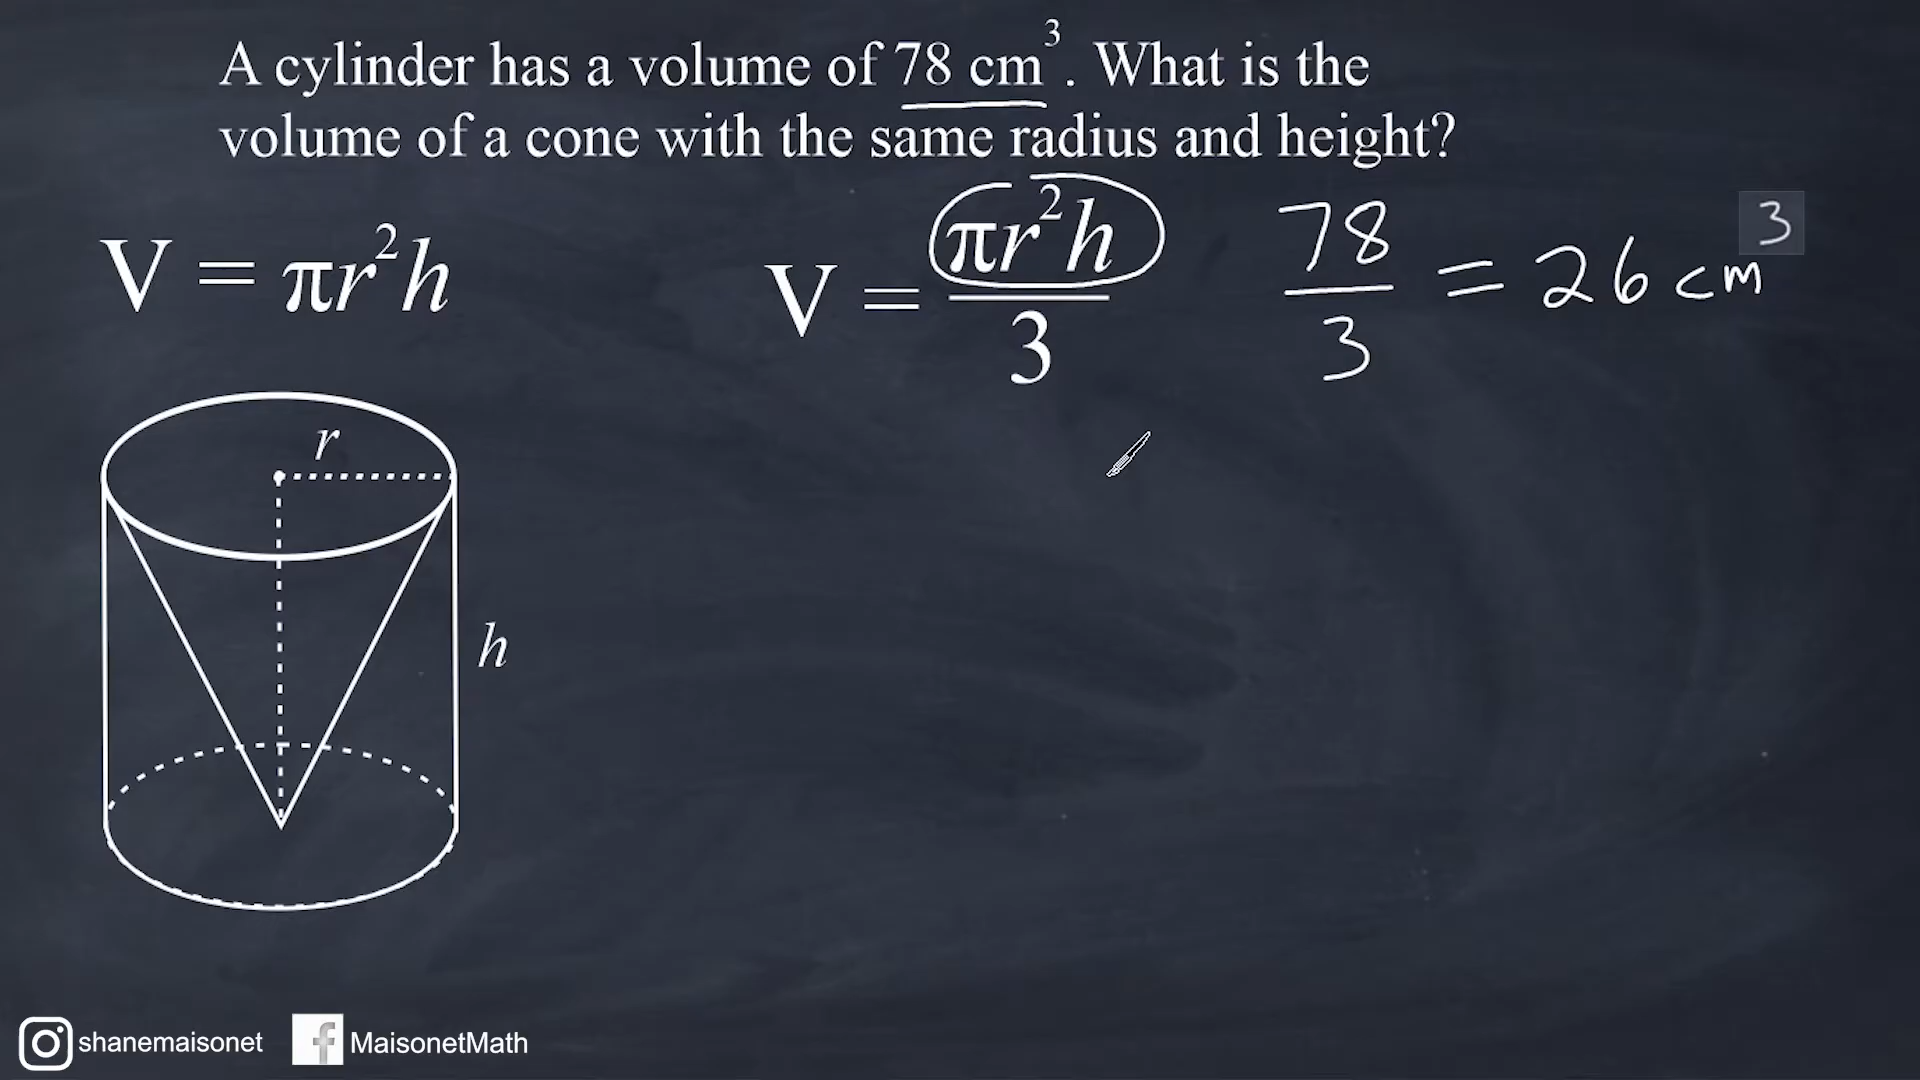 A cylinder has a volume of 78 cm³. What is the
volume of a cone with the same radius and height?
V = πr²h
V = πr²h / 3
78 / 3 = 26 cm³
r
h
shanemaisonet
f MaisonetMath